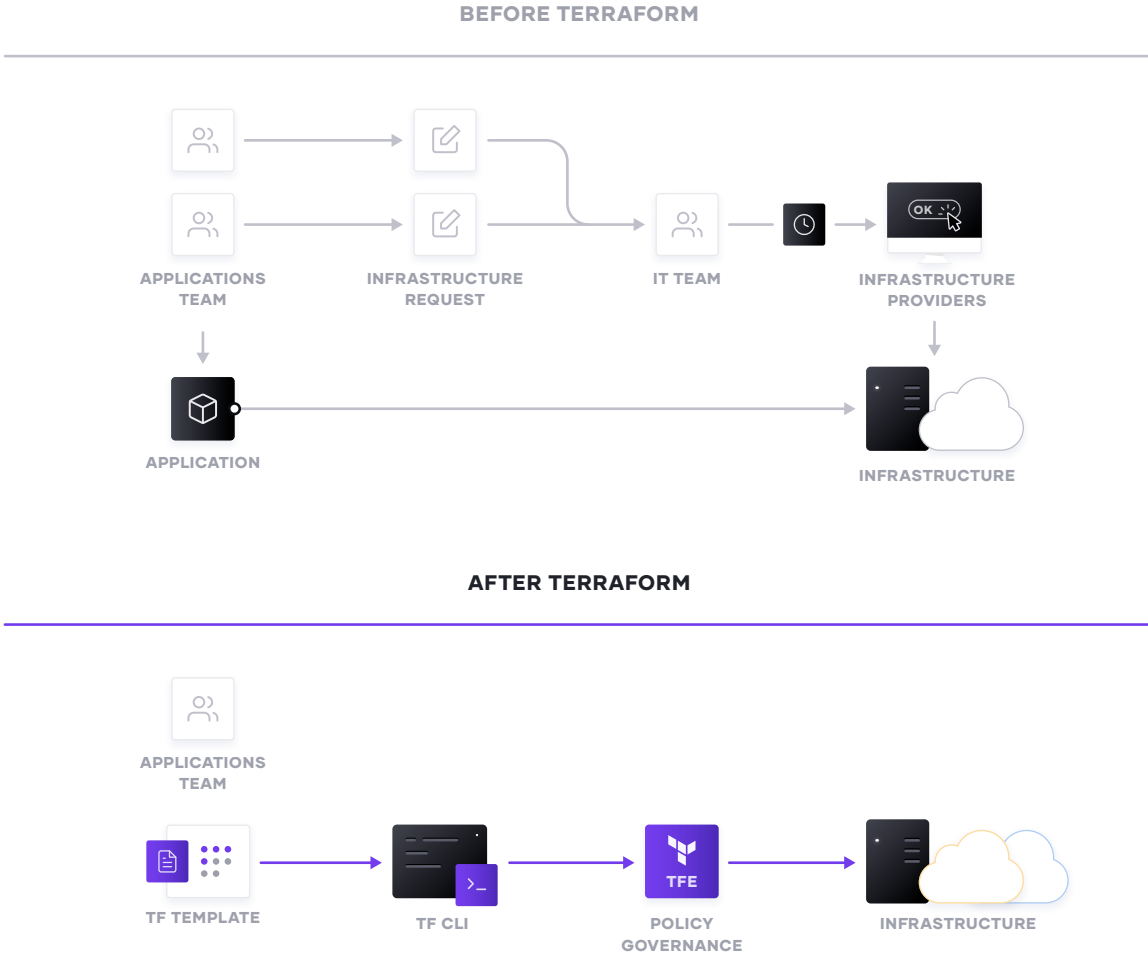 BEFORE TERRAFORM
OK
APPLICATIONS
TEAM
INFRASTRUCTURE
REQUEST
IT TEAM
INFRASTRUCTURE
PROVIDERS
APPLICATION
INFRASTRUCTURE
AFTER TERRAFORM
APPLICATIONS
TEAM
>_
TFE
TF TEMPLATE
TF CLI
POLICY
GOVERNANCE
INFRASTRUCTURE